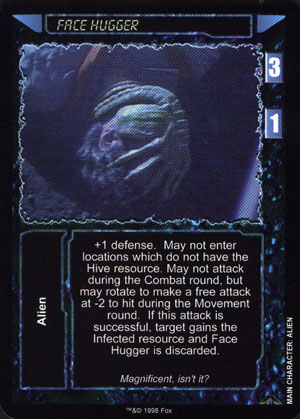 FACE HUGGER
3
1
+1 defense. May not enter
locations which do not have the
Hive resource. May not attack
during the Combat round, but
may rotate to make a free attack
at -2 to hit during the Movement
round. If this attack is
successful, target gains the
Infected resource and Face
Hugger is discarded.
Magnificent, isn't it?
Alien
MAIN CHARACTER: ALIEN
™&© 1998 Fox